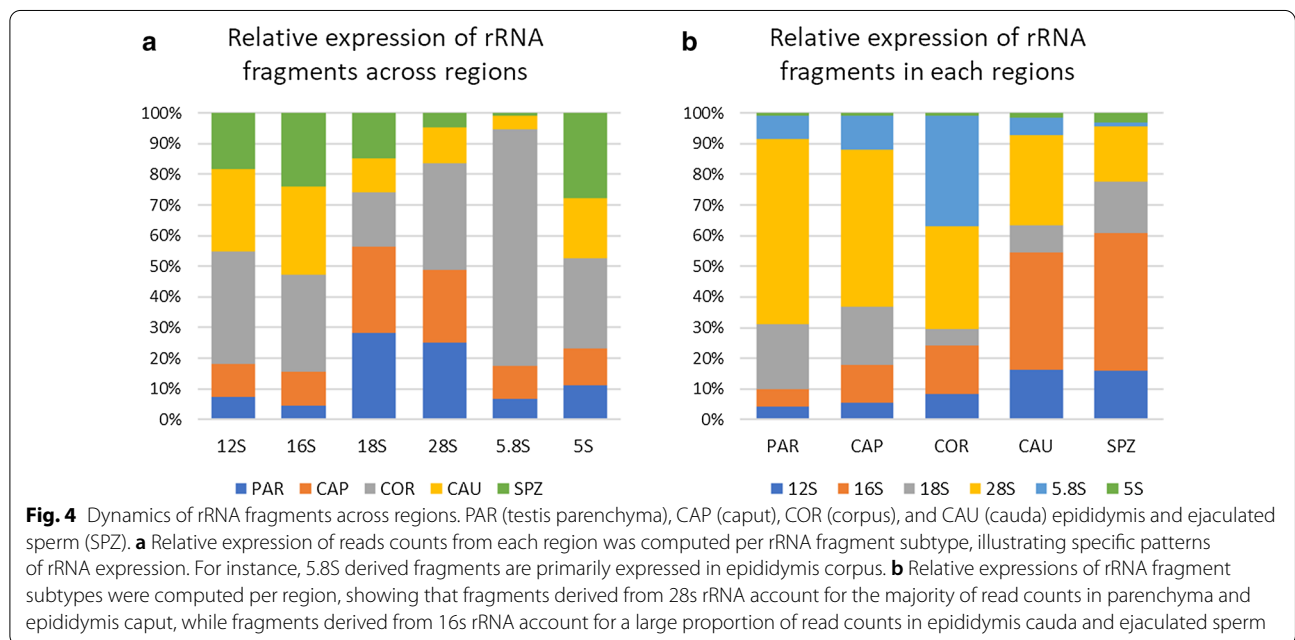 a Relative expression of rRNA
fragments across regions
100%
90%
80%
70%
60%
50%
40%
30%
20%
10%
0%
12S 16S 18S 28S 5.8S 5S
PAR CAP COR CAU SPZ
b Relative expression of rRNA
fragments in each regions
100%
90%
80%
70%
60%
50%
40%
30%
20%
10%
0%
PAR CAP COR CAU SPZ
12S 16S 18S 28S 5.8S 5S
Fig. 4 Dynamics of rRNA fragments across regions. PAR (testis parenchyma), CAP (caput), COR (corpus), and CAU (cauda) epididymis and ejaculated
sperm (SPZ). a Relative expression of reads counts from each region was computed per rRNA fragment subtype, illustrating specific patterns
of rRNA expression. For instance, 5.8S derived fragments are primarily expressed in epididymis corpus. b Relative expressions of rRNA fragment
subtypes were computed per region, showing that fragments derived from 28s rRNA account for the majority of read counts in parenchyma and
epididymis caput, while fragments derived from 16s rRNA account for a large proportion of read counts in epididymis cauda and ejaculated sperm